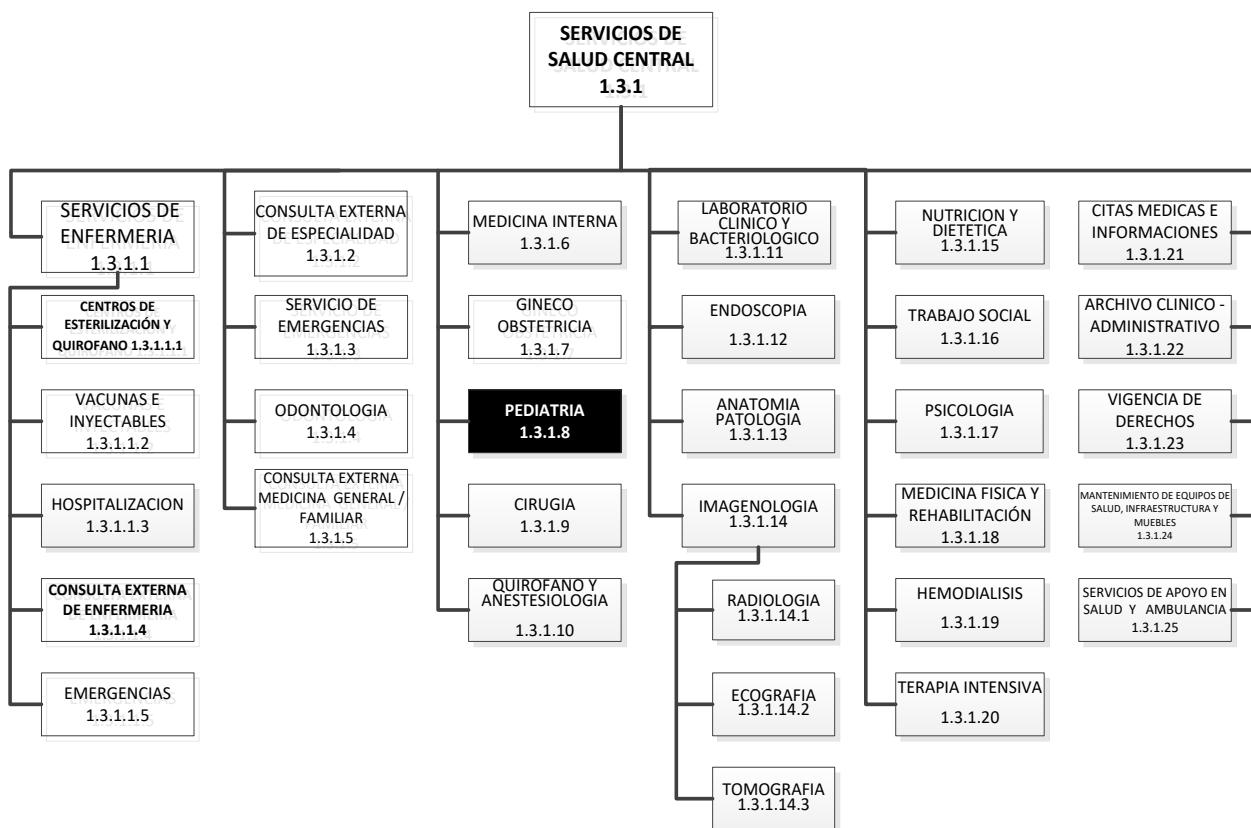 SERVICIOS DE
SALUD CENTRAL
1.3.1
SERVICIOS DE
ENFERMERIA
1.3.1.1
CENTROS DE
ESTERILIZACIÓN Y
QUIROFANO 1.3.1.1.1
VACUNAS E
INYECTABLES
1.3.1.1.2
HOSPITALIZACION
1.3.1.1.3
CONSULTA EXTERNA
DE ENFERMERIA
1.3.1.1.4
EMERGENCIAS
1.3.1.1.5
CONSULTA EXTERNA
DE ESPECIALIDAD
1.3.1.2
SERVICIO DE
EMERGENCIAS
1.3.1.3
ODONTOLOGIA
1.3.1.4
CONSULTA EXTERNA
MEDICINA GENERAL /
FAMILIAR
1.3.1.5
MEDICINA INTERNA
1.3.1.6
GINECO
OBSTETRICIA
1.3.1.7
PEDIATRIA
1.3.1.8
CIRUGIA
1.3.1.9
QUIROFANO Y
ANESTESIOLOGIA
1.3.1.10
LABORATORIO
CLINICO Y
BACTERIOLOGICO
1.3.1.11
ENDOSCOPIA
1.3.1.12
ANATOMIA
PATOLOGIA
1.3.1.13
IMAGENOLOGIA
1.3.1.14
RADIOLOGIA
1.3.1.14.1
ECOGRAFIA
1.3.1.14.2
TOMOGRAFIA
1.3.1.14.3
NUTRICION Y
DIETETICA
1.3.1.15
TRABAJO SOCIAL
1.3.1.16
PSICOLOGIA
1.3.1.17
MEDICINA FISICA Y
REHABILITACIÓN
1.3.1.18
HEMODIALISIS
1.3.1.19
TERAPIA INTENSIVA
1.3.1.20
CITAS MEDICAS E
INFORMACIONES
1.3.1.21
ARCHIVO CLINICO -
ADMINISTRATIVO
1.3.1.22
VIGENCIA DE
DERECHOS
1.3.1.23
MANTENIMIENTO DE EQUIPOS DE
SALUD, INFRAESTRUCTURA Y
MUEBLES
1.3.1.24
SERVICIOS DE APOYO EN
SALUD Y AMBULANCIA
1.3.1.25